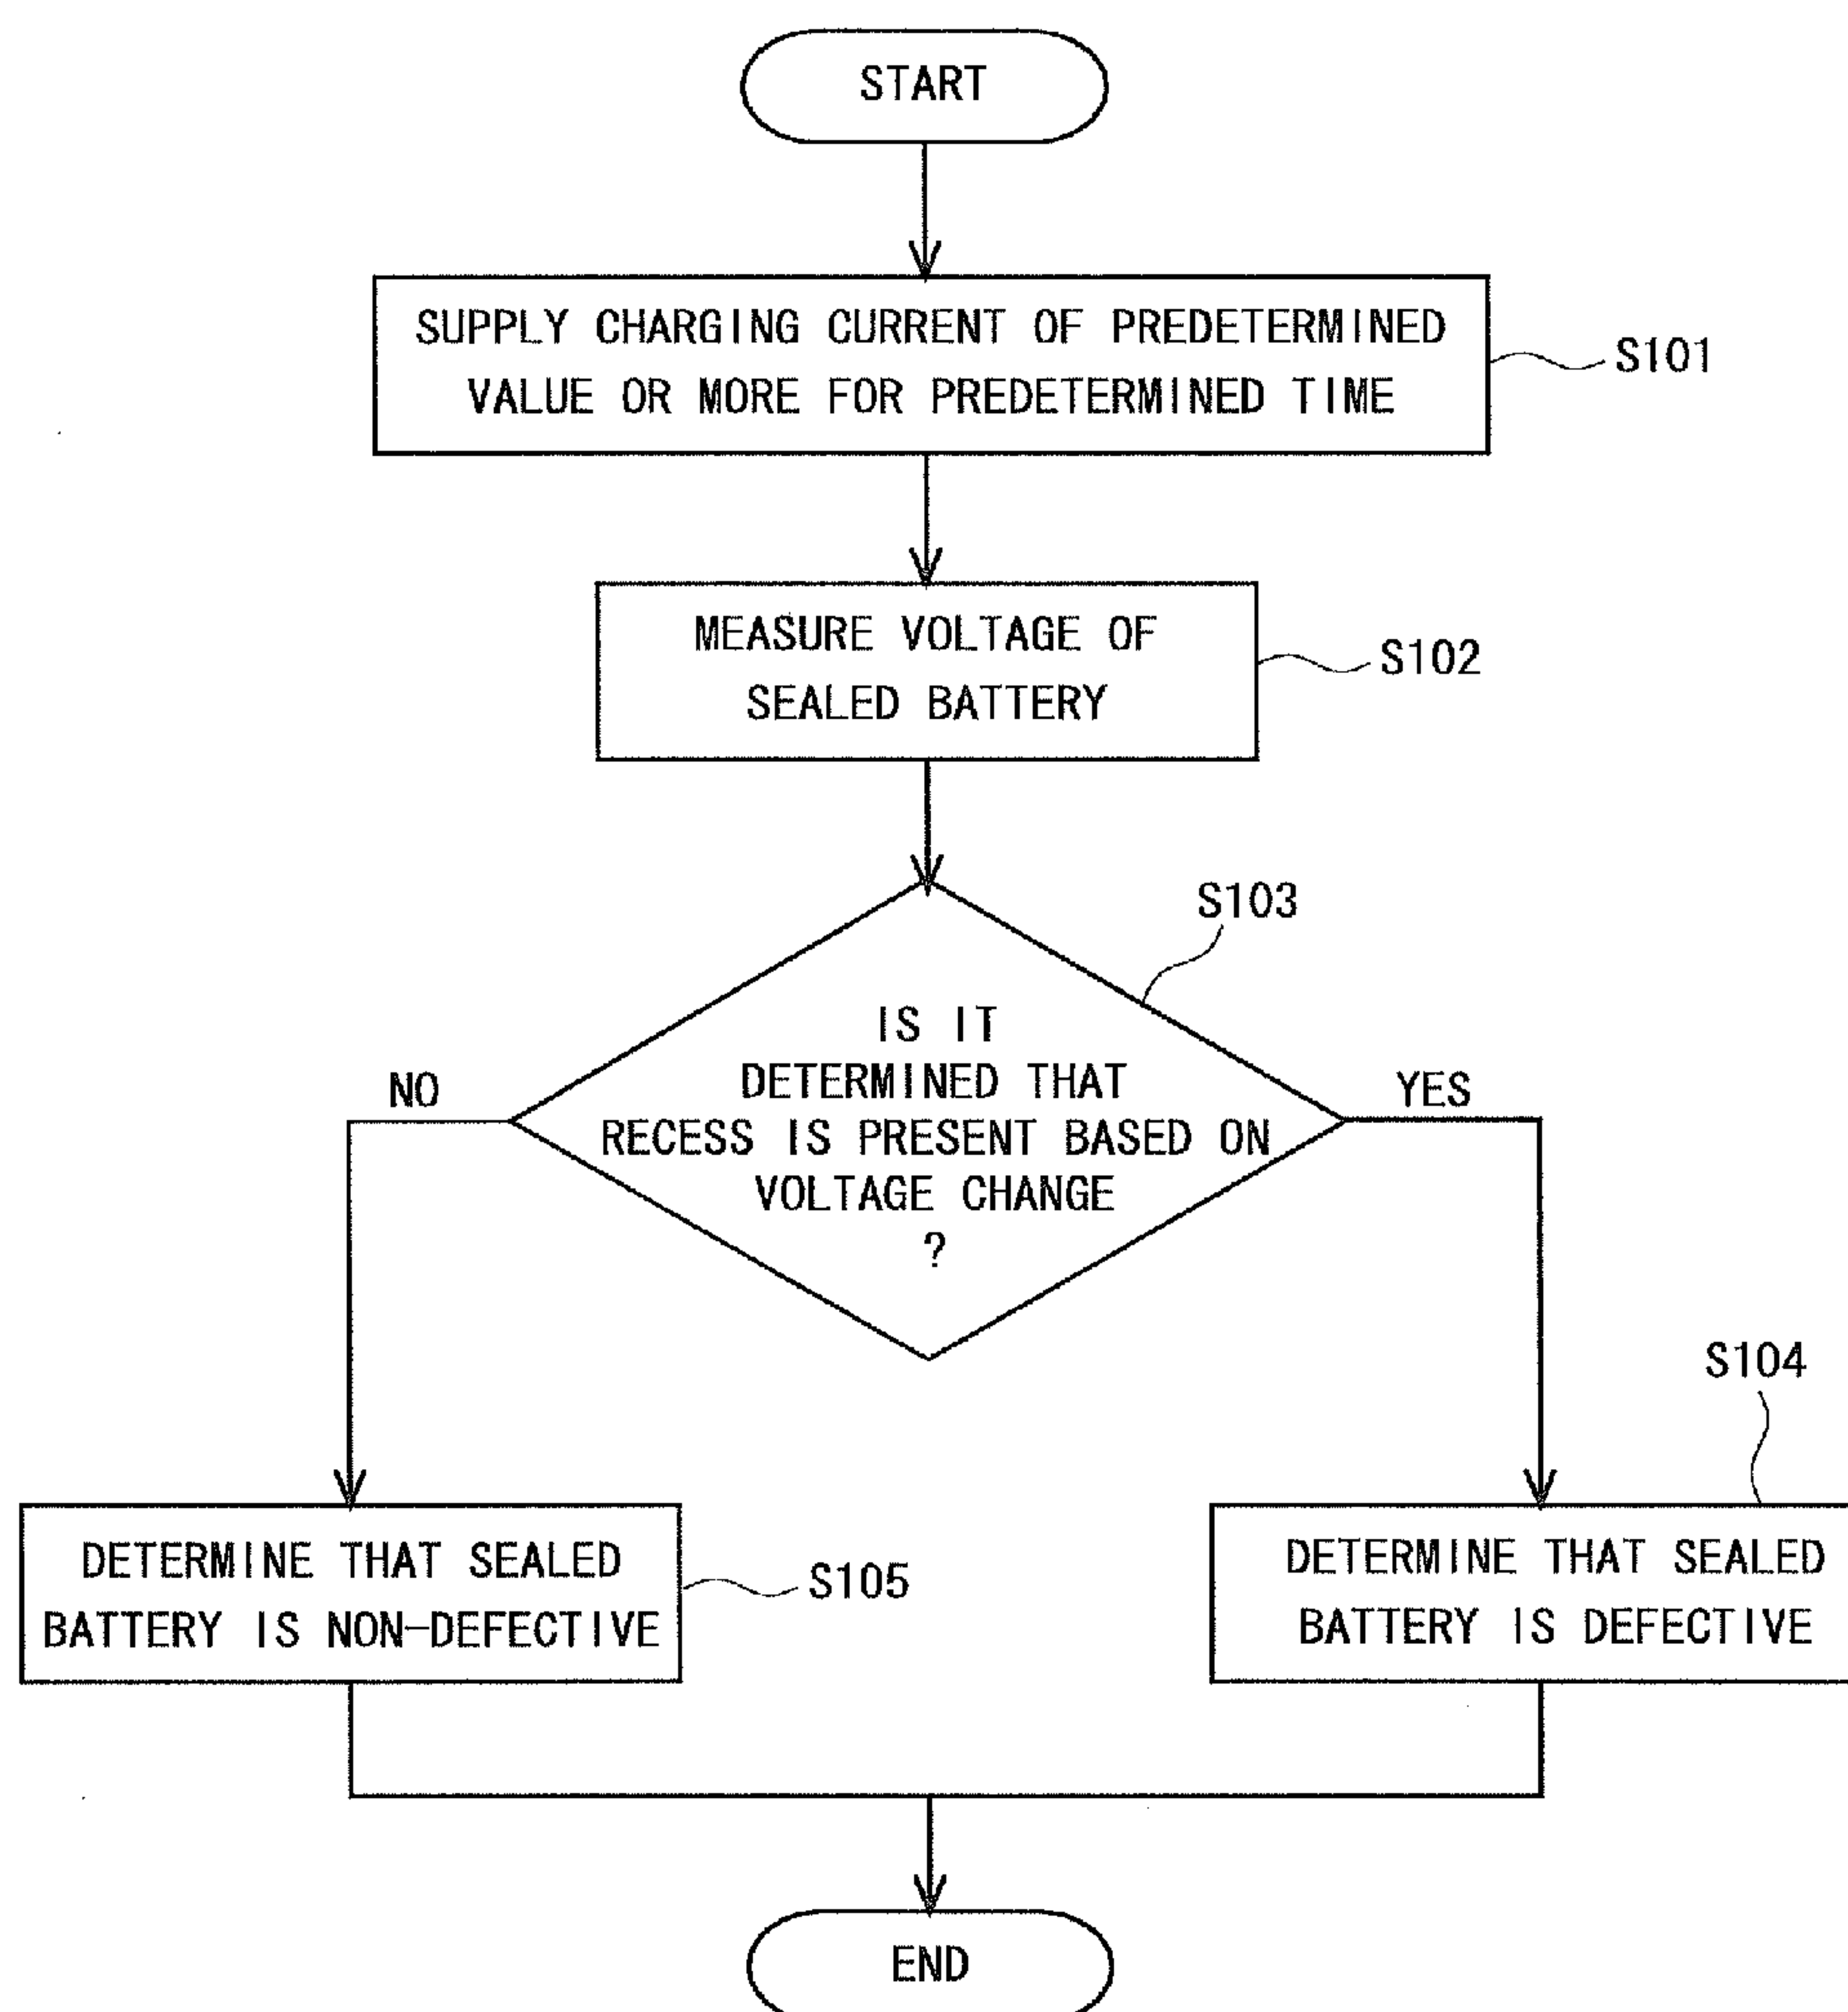 START
SUPPLY CHARGING CURRENT OF PREDETERMINED
VALUE OR MORE FOR PREDETERMINED TIME
S101
MEASURE VOLTAGE OF
SEALED BATTERY
S102
S103
IS IT
DETERMINED THAT
RECESS IS PRESENT BASED ON
VOLTAGE CHANGE
?
NO
YES
S104
DETERMINE THAT SEALED
BATTERY IS NON-DEFECTIVE
S105
DETERMINE THAT SEALED
BATTERY IS DEFECTIVE
END